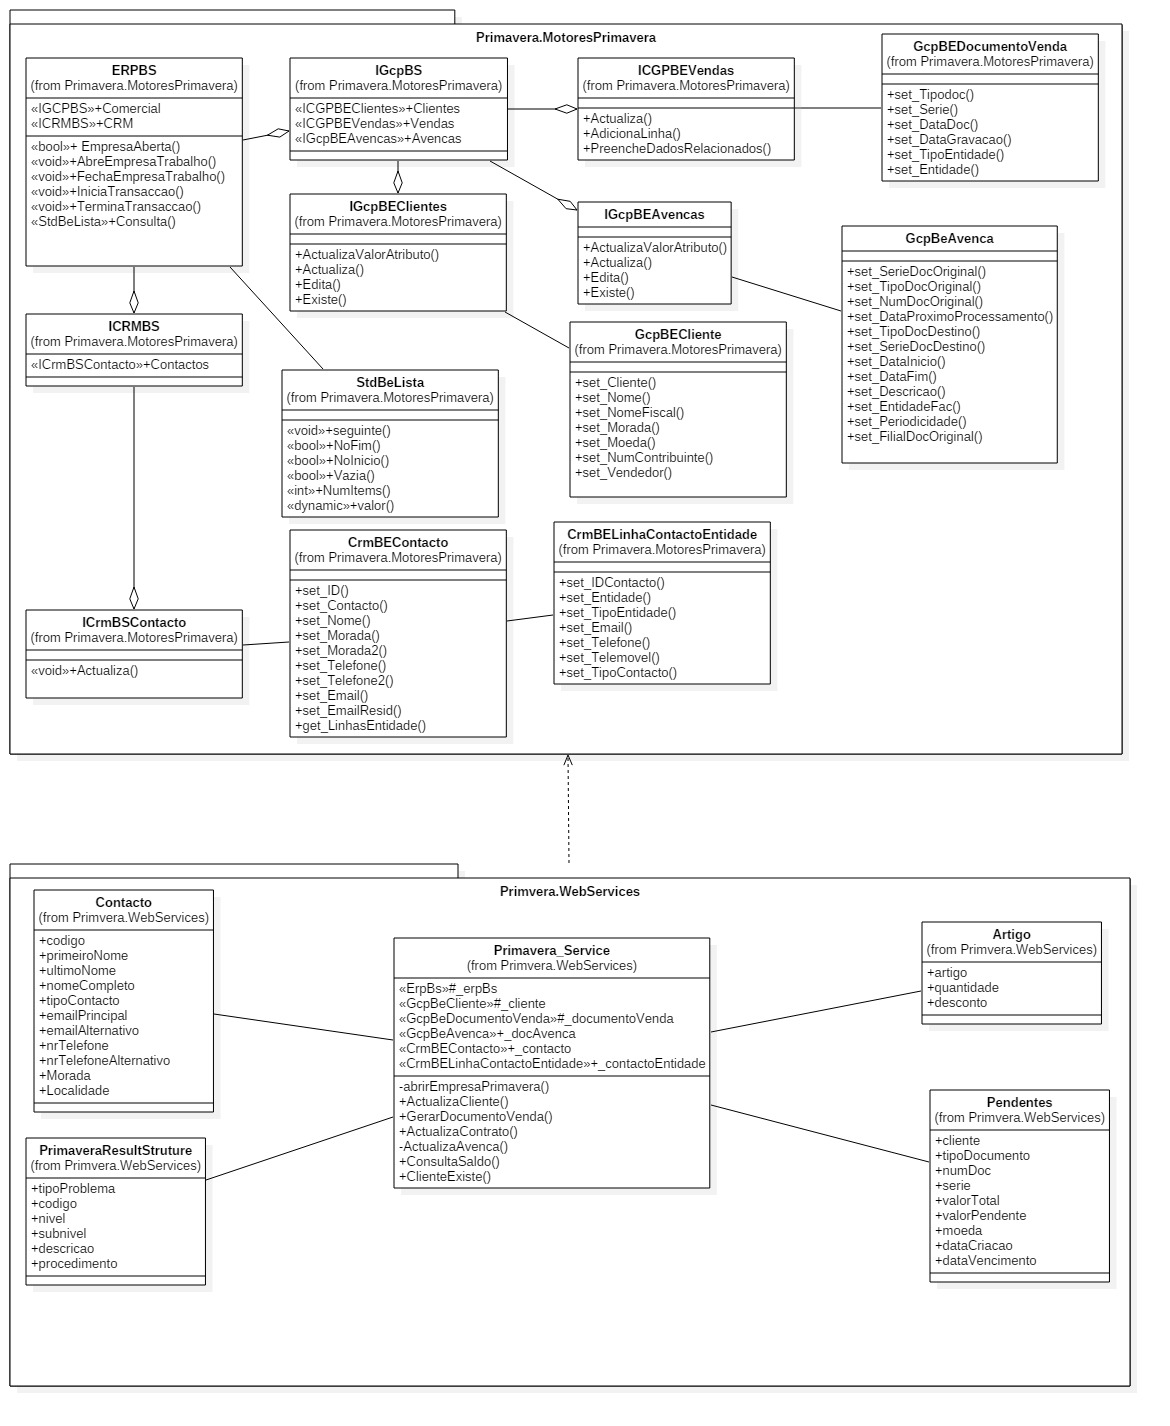 Primavera.MotoresPrimavera
ERPBS
(from Primavera.MotoresPrimavera)
«IGCPBS»+Comercial
«ICRMBS»+CRM
«bool»+ EmpresaAberta()
«void»+AbreEmpresaTrabalho()
«void»+FechaEmpresaTrabalho()
«void»+IniciaTransaccao()
«void»+TerminaTransaccao()
«StdBeLista»+Consulta()
IGcpBS
(from Primavera.MotoresPrimavera)
«ICGPBEClientes»+Clientes
«ICGPBEVendas»+Vendas
«IGcpBEAvencas»+Avencas
ICGPBEVendas
(from Primavera.MotoresPrimavera)
+Actualiza()
+AdicionaLinha()
+PreencheDadosRelacionados()
GcpBEDocumentoVenda
(from Primavera.MotoresPrimavera)
+set_Tipodoc()
+set_Serie()
+set_DataDoc()
+set_DataGravacao()
+set_TipoEntidade()
+set_Entidade()
IGcpBEClientes
(from Primavera.MotoresPrimavera)
+ActualizaValorAtributo()
+Actualiza()
+Edita()
+Existe()
IGcpBEAvencas
+ActualizaValorAtributo()
+Actualiza()
+Edita()
+Existe()
GcpBeAvenca
+set_SerieDocOriginal()
+set_TipoDocOriginal()
+set_NumDocOriginal()
+set_DataProximoProcessamento()
+set_TipoDocDestino()
+set_SerieDocDestino()
+set_DataInicio()
+set_DataFim()
+set_Descricao()
+set_EntidadeFac()
+set_Periodicidade()
+set_FilialDocOriginal()
ICRMBS
(from Primavera.MotoresPrimavera)
«ICrmBSContacto»+Contactos
GcpBECliente
(from Primavera.MotoresPrimavera)
+set_Cliente()
+set_Nome()
+set_NomeFiscal()
+set_Morada()
+set_Moeda()
+set_NumContribuinte()
+set_Vendedor()
StdBeLista
(from Primavera.MotoresPrimavera)
«void»+seguinte()
«bool»+NoFim()
«bool»+NoInicio()
«bool»+Vazia()
«int»+NumItems()
«dynamic»+valor()
CrmBEContacto
(from Primavera.MotoresPrimavera)
+set_ID()
+set_Contacto()
+set_Nome()
+set_Morada()
+set_Morada2()
+set_Telefone()
+set_Telefone2()
+set_Email()
+set_EmailResid()
+get_LinhasEntidade()
CrmBELinhaContactoEntidade
(from Primavera.MotoresPrimavera)
+set_IDContacto()
+set_Entidade()
+set_TipoEntidade()
+set_Email()
+set_Telefone()
+set_Telemovel()
+set_TipoContacto()
ICrmBSContacto
(from Primavera.MotoresPrimavera)
«void»+Actualiza()
Primvera.WebServices
Contacto
(from Primvera.WebServices)
+codigo
+primeiroNome
+ultimoNome
+nomeCompleto
+tipoContacto
+emailPrincipal
+emailAlternativo
+nrTelefone
+nrTelefoneAlternativo
+Morada
+Localidade
Primavera_Service
(from Primvera.WebServices)
«ErpBs»#_erpBs
«GcpBeCliente»#_cliente
«GcpBeDocumentoVenda»#_documentoVenda
«GcpBeAvenca»+_docAvenca
«CrmBEContacto»+_contacto
«CrmBELinhaContactoEntidade»+_contactoEntidade
-abrirEmpresaPrimavera()
+ActualizaCliente()
+GerarDocumentoVenda()
+ActualizaContrato()
-ActualizaAvenca()
+ConsultaSaldo()
+ClienteExiste()
Artigo
(from Primvera.WebServices)
+artigo
+quantidade
+desconto
PrimaveraResultStruture
(from Primvera.WebServices)
+tipoProblema
+codigo
+nivel
+subnivel
+descricao
+procedimento
Pendentes
(from Primvera.WebServices)
+cliente
+tipoDocumento
+numDoc
+serie
+valorTotal
+valorPendente
+moeda
+dataCriacao
+dataVencimento